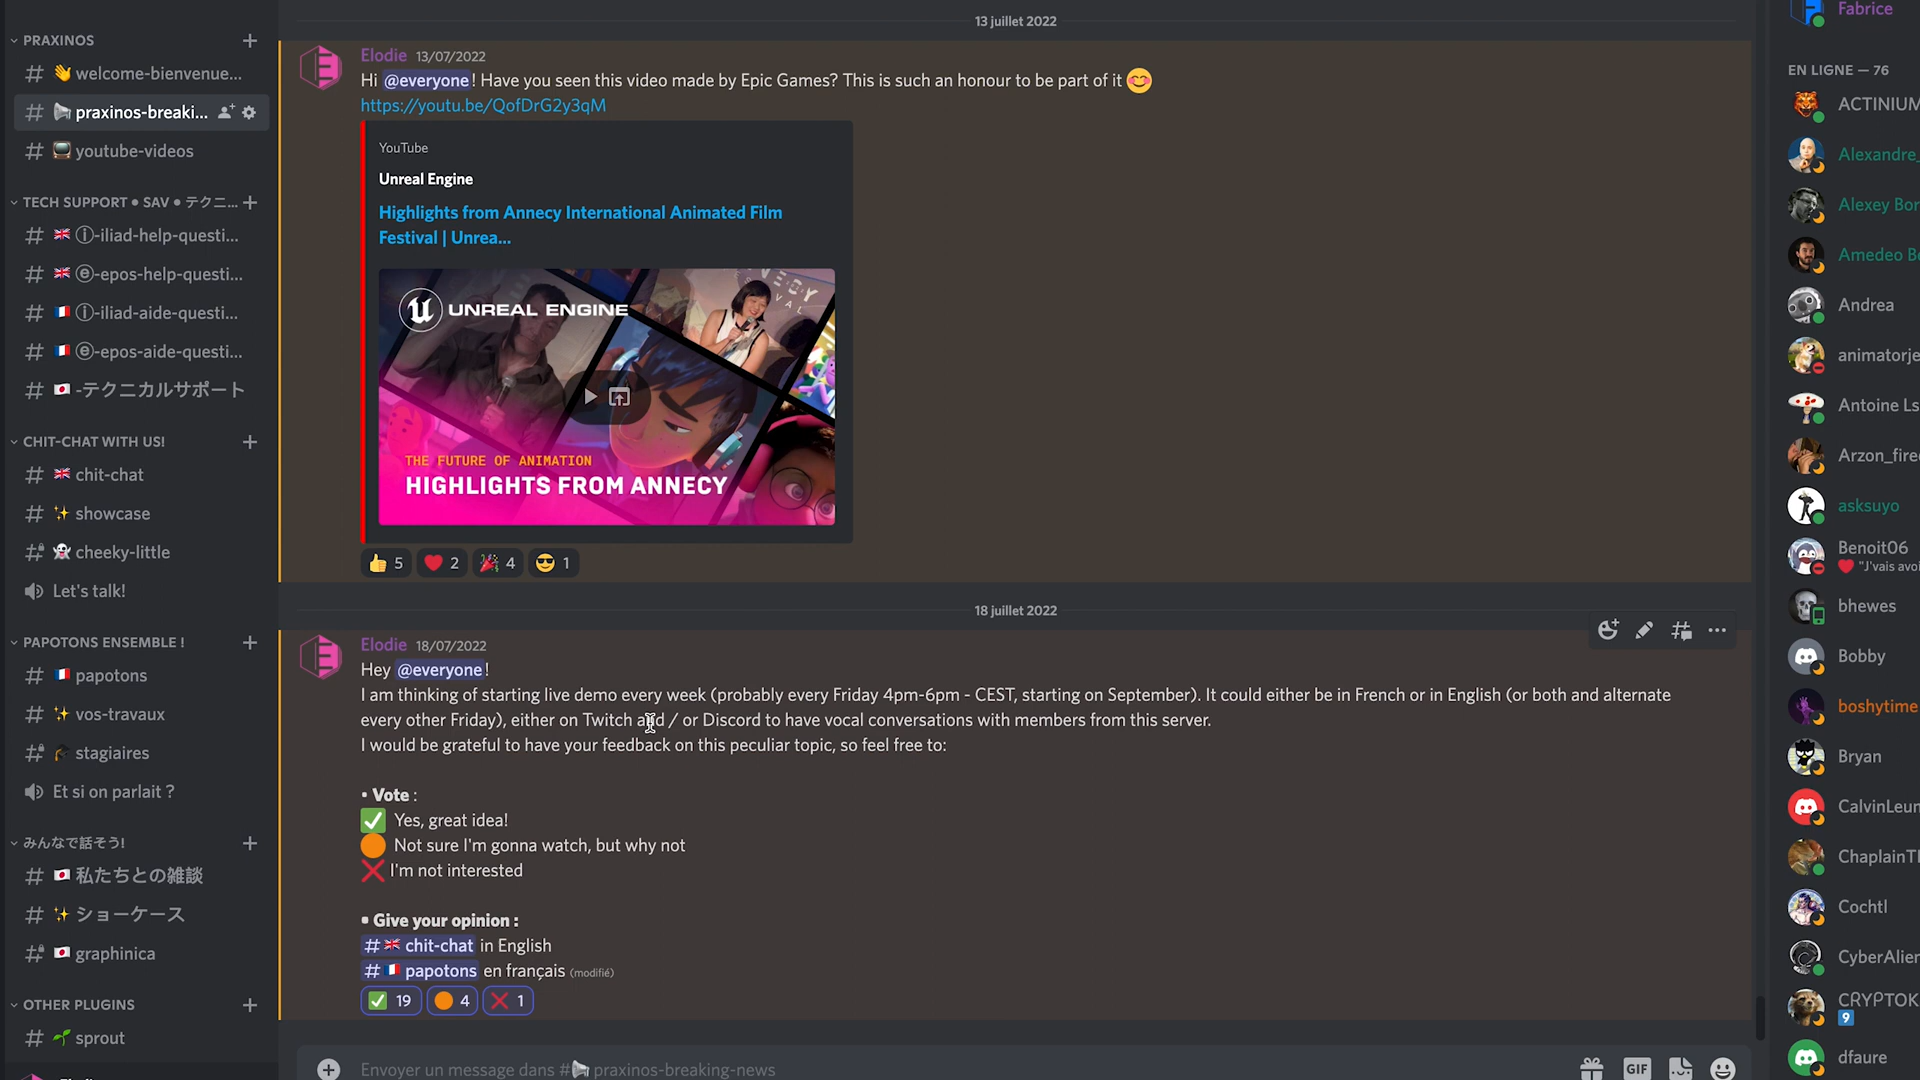 PRAXINOS
welcome-bienvenue...
praxinos-breaki...
youtube-videos
TECH SUPPORT • SAV • テクニ...
ⓘ-iliad-help-questi...
ⓔ-epos-help-questi...
ⓘ-iliad-aide-questi...
ⓔ-epos-aide-questi...
-テクニカルサポート
CHIT-CHAT WITH US!
chit-chat
showcase
cheeky-little
Let's talk!
PAPOTONS ENSEMBLE !
papotons
vos-travaux
stagiaires
Et si on parlait ?
みんなで話そう!
私たちとの雑談
ショーケース
graphinica
OTHER PLUGINS
sprout
13 juillet 2022
Elodie 13/07/2022
Hi @everyone! Have you seen this video made by Epic Games? This is such an honour to be part of it 😊
https://youtu.be/QofDrG2y3qM
YouTube
Unreal Engine
Highlights from Annecy International Animated Film
Festival | Unrea...
UNREAL ENGINE
THE FUTURE OF ANIMATION
HIGHLIGHTS FROM ANNECY
👍 5 ❤️ 2 🎉 4 😎 1
18 juillet 2022
Elodie 18/07/2022
Hey @everyone!
I am thinking of starting live demo every week (probably every Friday 4pm-6pm - CEST, starting on September). It could either be in French or in English (or both and alternate
every other Friday), either on Twitch and / or Discord to have vocal conversations with members from this server.
I would be grateful to have your feedback on this peculiar topic, so feel free to:
• Vote :
✅ Yes, great idea!
🟠 Not sure I'm gonna watch, but why not
❌ I'm not interested
▪ Give your opinion :
# chit-chat in English
# papotons en français (modifié)
✅ 19 🟠 4 ❌ 1
Envoyer un message dans #praxinos-breaking-news
GIF
Fabrice
EN LIGNE — 76
ACTINIUM
Alexandre_
Alexey Bor
Amedeo Be
Andrea
animatorje
Antoine Ls
Arzon_fire
asksuyo
Benoit06
"J'vais avoi
bhewes
Bobby
boshytime
Bryan
CalvinLeun
ChaplainTl
Cochtl
CyberAlien
CRYPTOK
9
dfaure